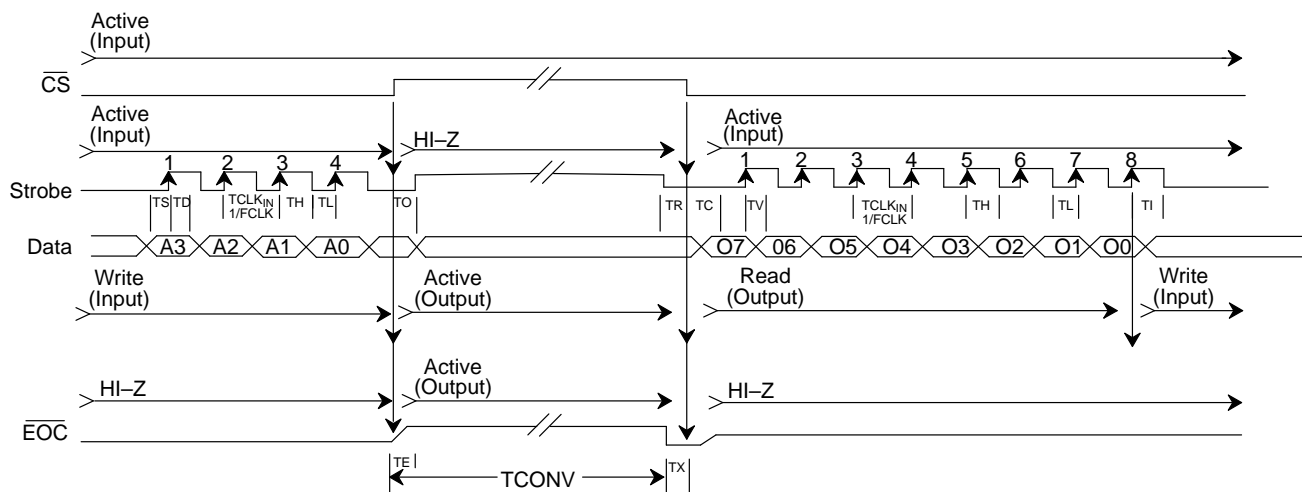 Active
(Input)
CS
Active
(Input)
HI–Z
Active
(Input)
1 2 3 4 1 2 3 4 5 6 7 8
Strobe
TS TD TCLKIN 1/FCLK TH TL TO TR TC TV TCLKIN 1/FCLK TH TL TI
Data A3 A2 A1 A0 O7 06 O5 O4 O3 O2 O1 O0
Write
(Input)
Active
(Output)
Read
(Output)
Write
(Input)
HI–Z
Active
(Output)
HI–Z
EOC
TE TCONV TX